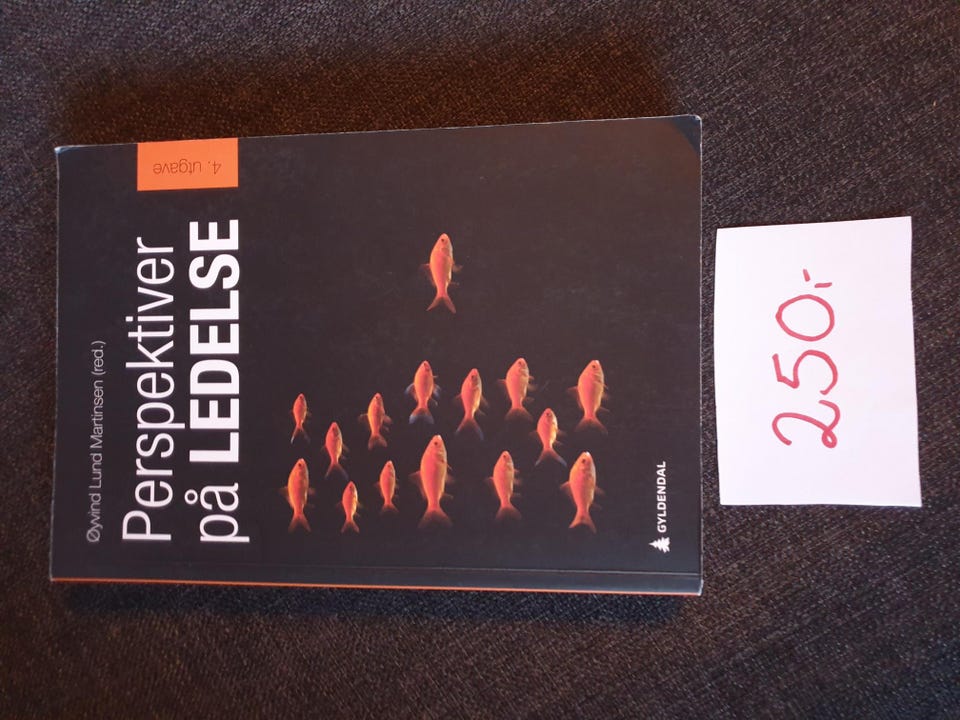 Øyvind Lund Martinsen (red.)
Perspektiver
på LEDELSE
4. utgave
GYLDENDAL
250,-